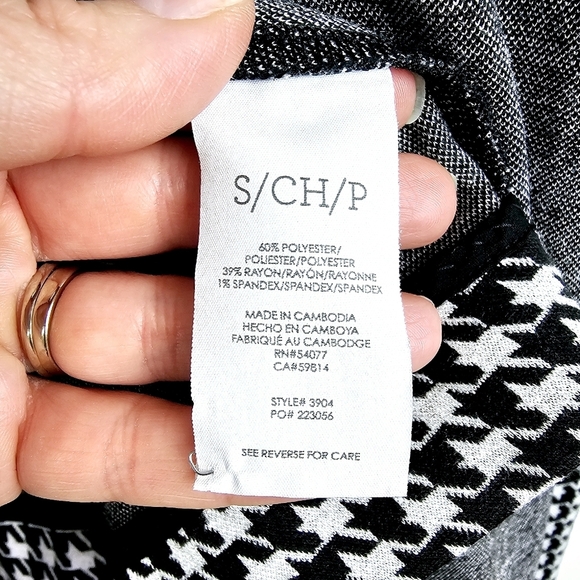 S/CH/P
60% POLYESTER/
POLIESTER/POLYESTER
39% RAYON/RAYÓN/RAYONNE
1% SPANDEX/SPANDEX/SPANDEX
MADE IN CAMBODIA
HECHO EN CAMBOYA
FABRIQUÉ AU CAMBODGE
RN#54077
CA#59814
STYLE# 3904
PO# 223056
SEE REVERSE FOR CARE